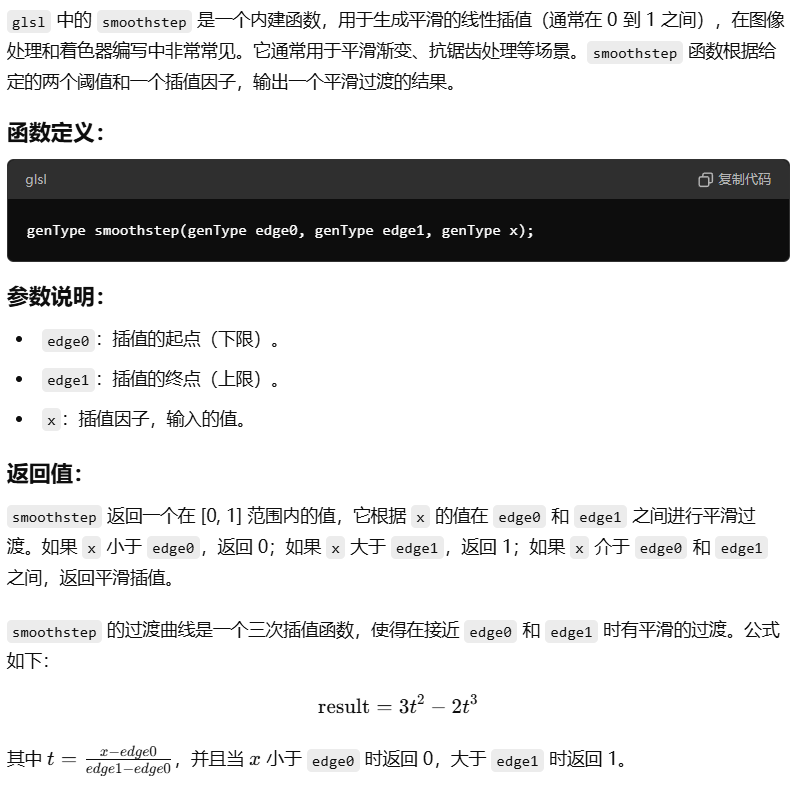 glsl 中的 smoothstep 是一个内建函数，用于生成平滑的线性插值（通常在 0 到 1 之间），在图像
处理和着色器编写中非常常见。它通常用于平滑渐变、抗锯齿处理等场景。 smoothstep 函数根据给
定的两个阈值和一个插值因子，输出一个平滑过渡的结果。
函数定义：
glsl 复制代码
genType smoothstep(genType edge0, genType edge1, genType x);
参数说明：
• edge0 ：插值的起点（下限）。
• edge1 ：插值的终点（上限）。
• x ：插值因子，输入的值。
返回值：
smoothstep 返回一个在 [0, 1] 范围内的值，它根据 x 的值在 edge0 和 edge1 之间进行平滑过
渡。如果 x 小于 edge0 ，返回 0；如果 x 大于 edge1 ，返回 1；如果 x 介于 edge0 和 edge1
之间，返回平滑插值。
smoothstep 的过渡曲线是一个三次插值函数，使得在接近 edge0 和 edge1 时有平滑的过渡。公式
如下：
result = 3t² − 2t³
其中 t = (x−edge0)/(edge1−edge0)，并且当 x 小于 edge0 时返回 0，大于 edge1 时返回 1。